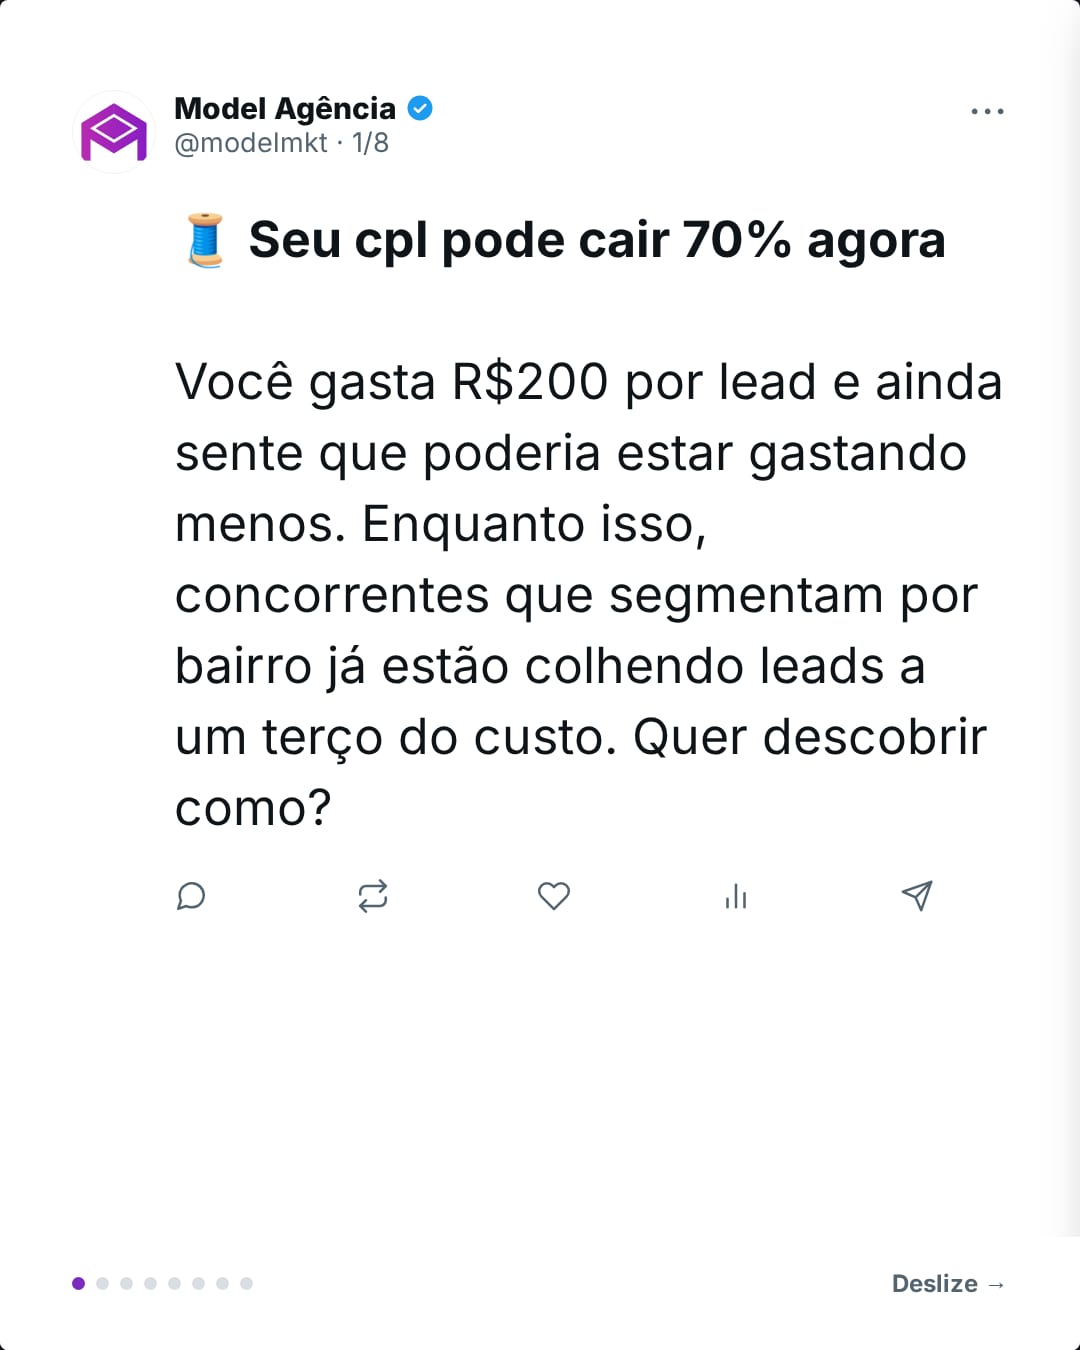 Model Agência
@modelmkt · 1/8
🧵 Seu cpl pode cair 70% agora
Você gasta R$200 por lead e ainda
sente que poderia estar gastando
menos. Enquanto isso,
concorrentes que segmentam por
bairro já estão colhendo leads a
um terço do custo. Quer descobrir
como?
Deslize →